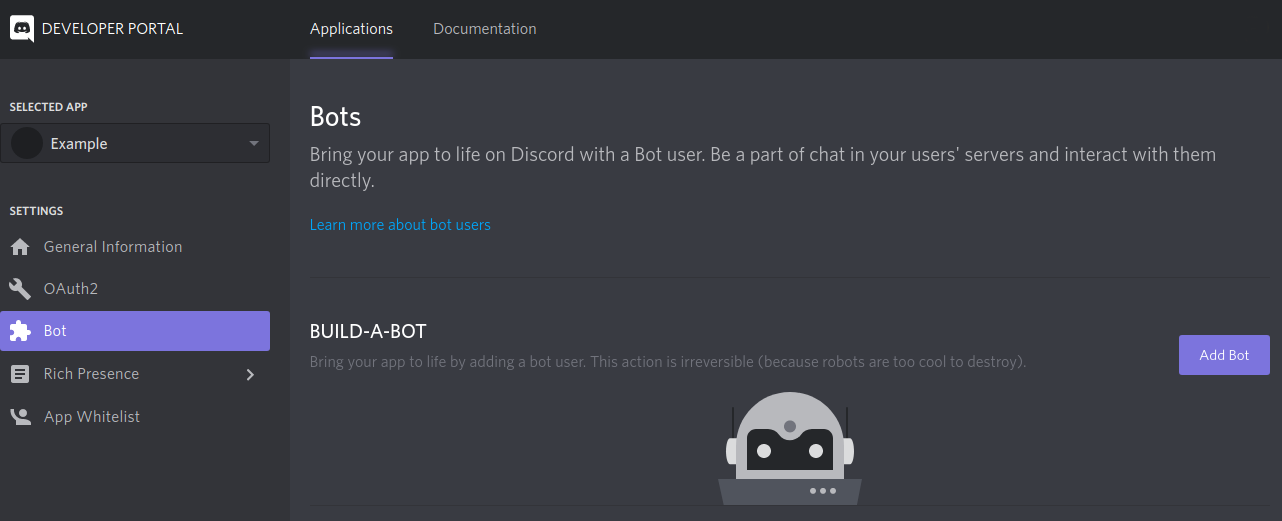 DEVELOPER PORTAL
Applications
Documentation
SELECTED APP
Example
SETTINGS
General Information
OAuth2
Bot
Rich Presence
App Whitelist
Bots
Bring your app to life on Discord with a Bot user. Be a part of chat in your users' servers and interact with them
directly.
Learn more about bot users
BUILD-A-BOT
Bring your app to life by adding a bot user. This action is irreversible (because robots are too cool to destroy).
Add Bot